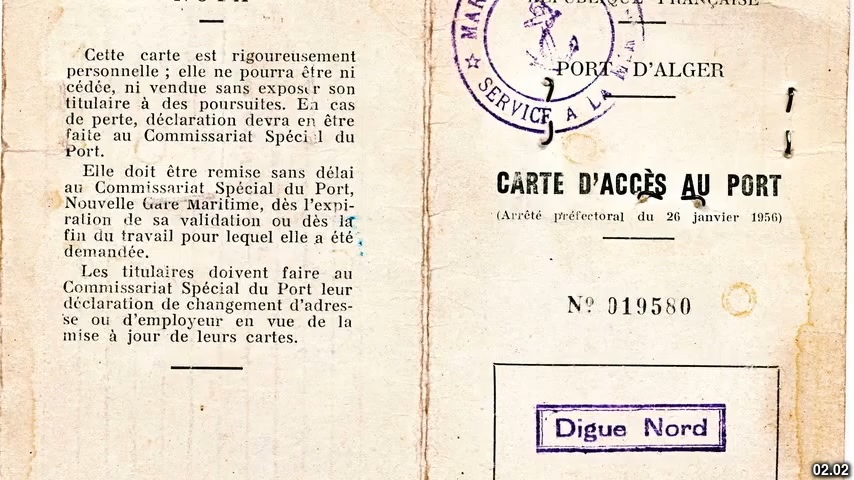 Cette carte est rigoureusement
personnelle ; elle ne pourra être ni
cédée, ni vendue sans exposer son
titulaire à des poursuites. En cas
de perte, déclaration devra en être
faite au Commissariat Spécial du
Port.
Elle doit être remise sans délai
au Commissariat Spécial du Port,
Nouvelle Gare Maritime, dès l'expi-
ration de sa validation ou dès la
fin du travail pour lequel elle a été
demandée.
Les titulaires doivent faire au
Commissariat Spécial du Port leur
déclaration de changement d'adres-
se ou d'employeur en vue de la
mise à jour de leurs cartes.
RÉPUBLIQUE FRANÇAISE
SERVICE A LA
PORT D'ALGER
CARTE D'ACCÈS AU PORT
(Arrêté préfectoral du 26 janvier 1956)
Nº 019580
Digue Nord
02.02